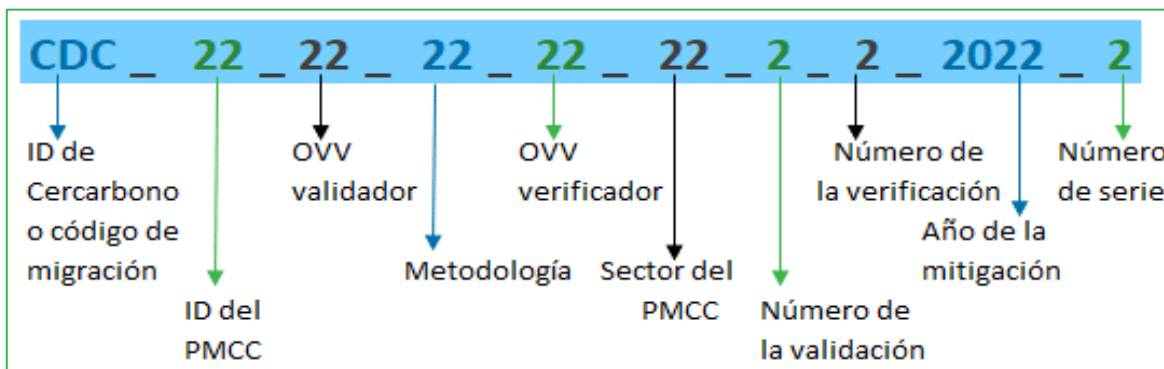 CDC _ 22 _ 22 _ 22 _ 22 _ 22 _ 2 _ 2 _ 2022 _ 2
ID de
Cercarbono
o código de
migración
ID del
PMCC
OVV
validador
Metodología
OVV
verificador
Sector del
PMCC
Número de
la validación
Número de
la verificación
Año de la
mitigación
Número
de serie